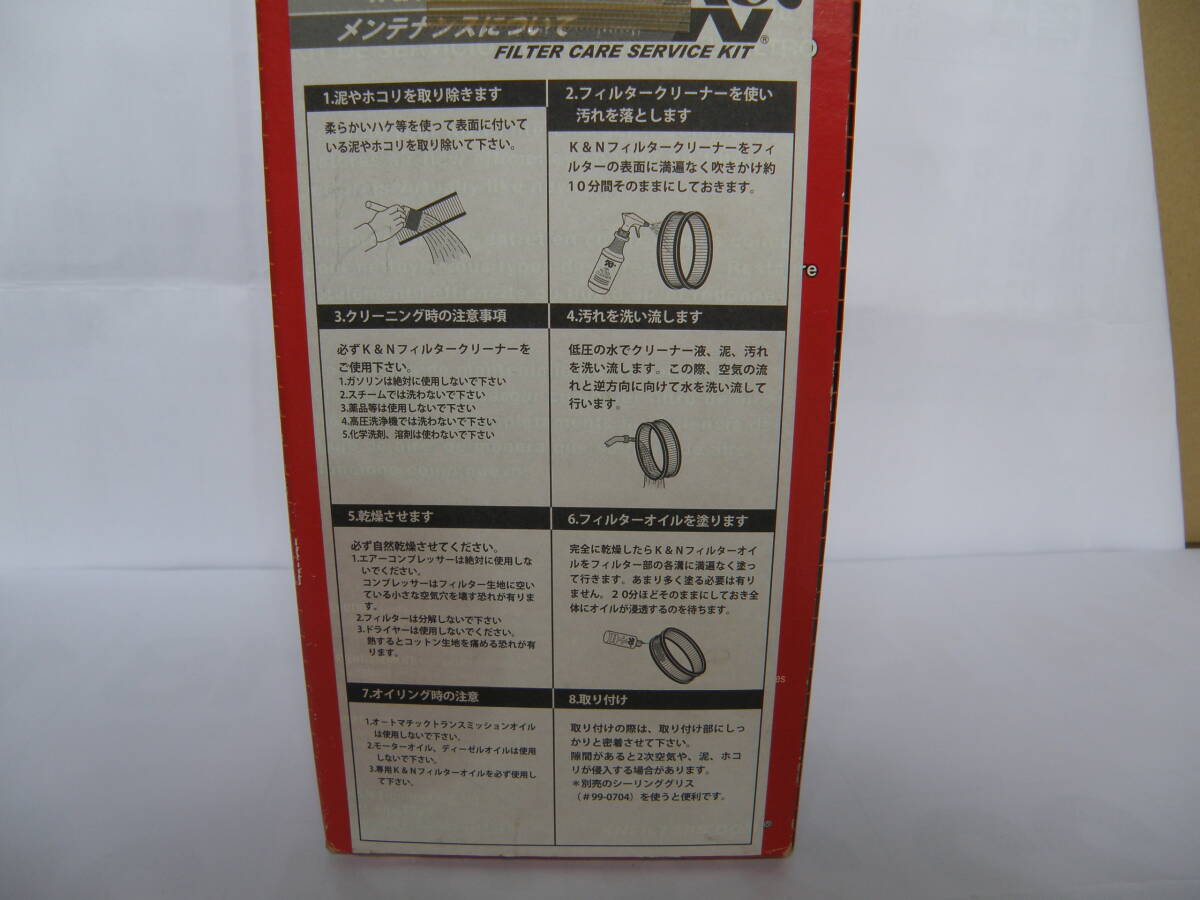 メンテナンスについて
K&N®
FILTER CARE SERVICE KIT
1.泥やホコリを取り除きます
柔らかいハケ等を使って表面に付いて
いる泥やホコリを取り除いて下さい。
2.フィルタークリーナーを使い
汚れを落とします
K&Nフィルタークリーナーをフィ
ルターの表面に満遍なく吹きかけ約
10分間そのままにしておきます。
3.クリーニング時の注意事項
必ずK&Nフィルタークリーナーを
ご使用下さい。
1.ガソリンは絶対に使用しないで下さい
2.スチームでは洗わないで下さい
3.薬品等は使用しないで下さい
4.高圧洗浄機では洗わないで下さい
5.化学洗剤、溶剤は使わないで下さい
4.汚れを洗い流します
低圧の水でクリーナー液、泥、汚れ
を洗い流します。この際、空気の流
れと逆方向に向けて水を洗い流して
行います。
5.乾燥させます
必ず自然乾燥させてください。
1.エアーコンプレッサーは絶対に使用しな
いでください。
コンプレッサーはフィルター生地に空い
ている小さな空気穴を壊す恐れが有りま
す。
2.フィルターは分解しないで下さい
3.ドライヤーは使用しないでください。
熱するとコットン生地を痛める恐れが有
ります。
6.フィルターオイルを塗ります
完全に乾燥したらK&Nフィルターオイ
ルをフィルター部の各溝に満遍なく塗っ
て行きます。あまり多く塗る必要は有り
ません。20分ほどそのままにしておき全
体にオイルが浸透するのを待ちます。
7.オイリング時の注意
1.オートマチックトランスミッションオイル
は使用しないで下さい。
2.モーターオイル、ディーゼルオイルは使用
しないで下さい。
3.専用K&Nフィルターオイルを必ず使用し
て下さい。
8.取り付け
取り付けの際は、取り付け部にしっ
かりと密着させて下さい。
隙間があると2次空気や、泥、ホコ
リが侵入する場合があります。
＊別売のシーリンググリス
(#99-0704)を使うと便利です。